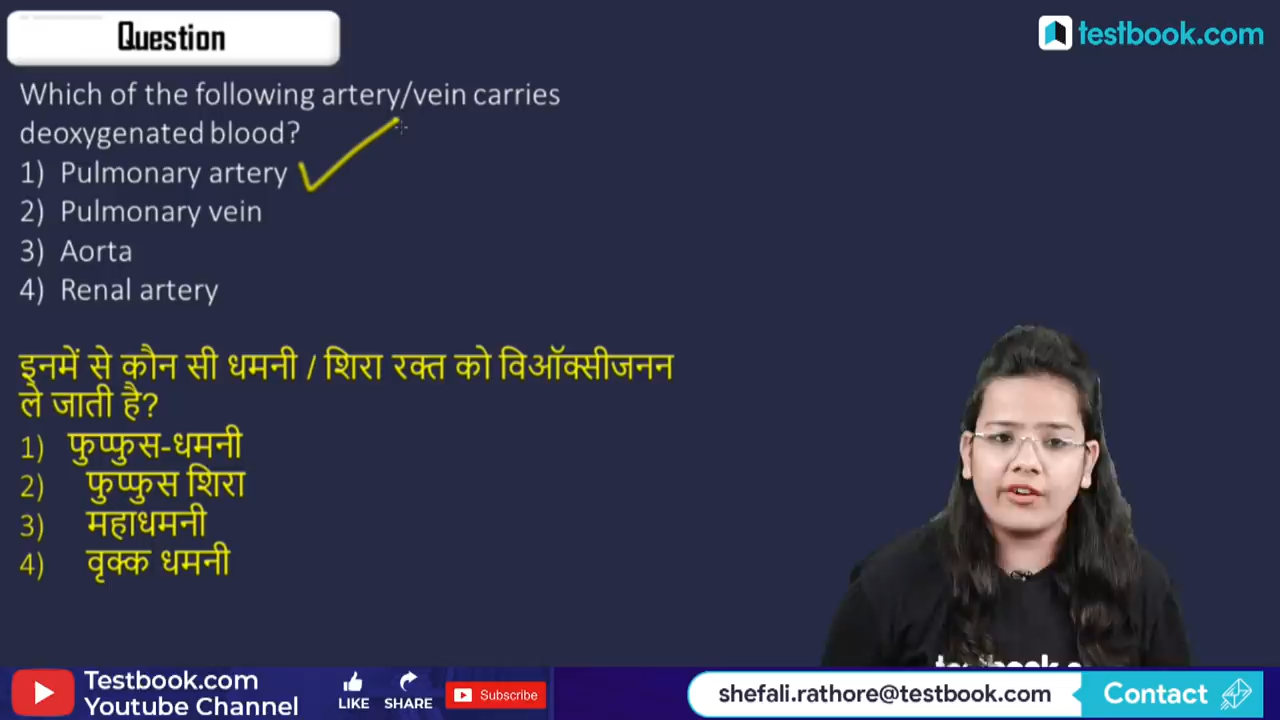 Question
testbook.com
Which of the following artery/vein carries
deoxygenated blood?
1) Pulmonary artery
2) Pulmonary vein
3) Aorta
4) Renal artery
इनमें से कौन सी धमनी / शिरा रक्त को विऑक्सीजनन
ले जाती है?
1) फुप्फुस-धमनी
2) फुप्फुस शिरा
3) महाधमनी
4) वृक्क धमनी
Testbook.com
YouTube Channel
LIKE
SHARE
Subscribe
shefali.rathore@testbook.com
Contact